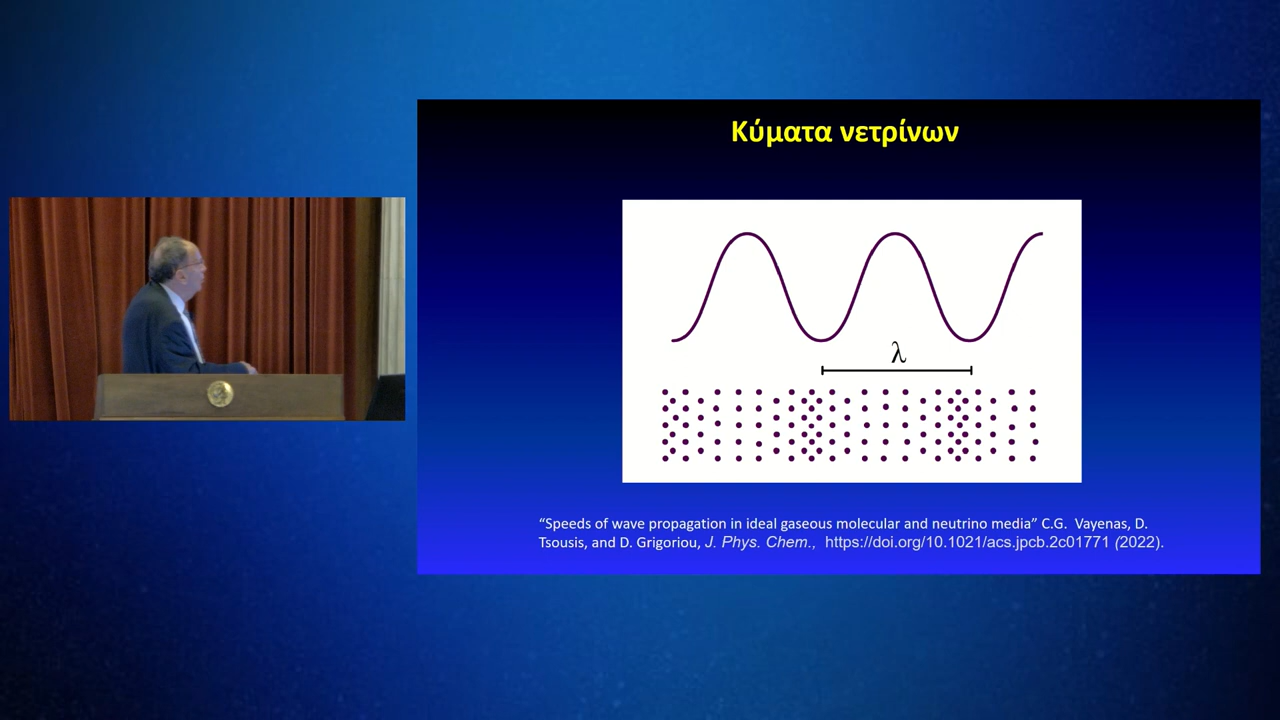 Κύματα νετρίνων
λ
“Speeds of wave propagation in ideal gaseous molecular and neutrino media” C.G. Vayenas, D.
Tsousis, and D. Grigoriou, J. Phys. Chem., https://doi.org/10.1021/acs.jpcb.2c01771 (2022).